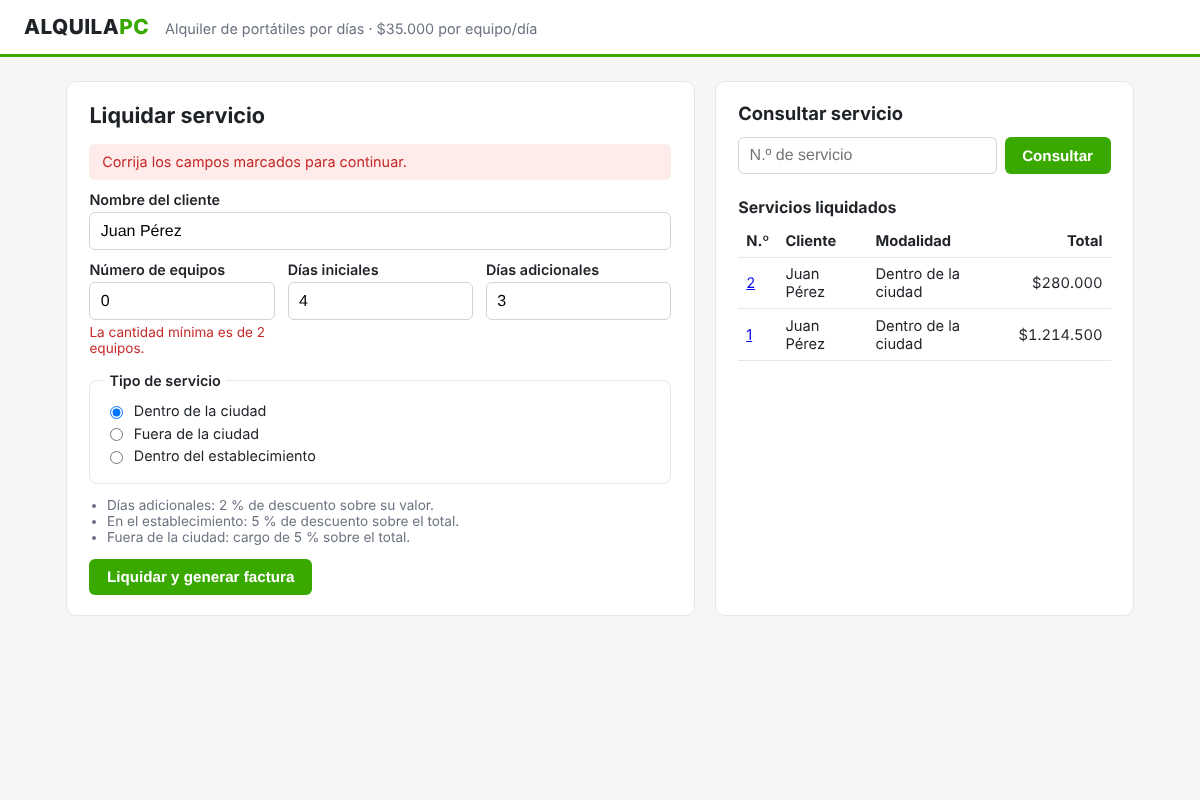 ALQUILAPC Alquiler de portátiles por días · $35.000 por equipo/día
Liquidar servicio
Corrija los campos marcados para continuar.
Nombre del cliente
Juan Pérez
Número de equipos Días iniciales Días adicionales
0 4 3
La cantidad mínima es de 2
equipos.
Tipo de servicio
Dentro de la ciudad
Fuera de la ciudad
Dentro del establecimiento
• Días adicionales: 2 % de descuento sobre su valor.
• En el establecimiento: 5 % de descuento sobre el total.
• Fuera de la ciudad: cargo de 5 % sobre el total.
Liquidar y generar factura
Consultar servicio
N.º de servicio Consultar
Servicios liquidados
N.º Cliente Modalidad Total
2 Juan Pérez Dentro de la ciudad $280.000
1 Juan Pérez Dentro de la ciudad $1.214.500